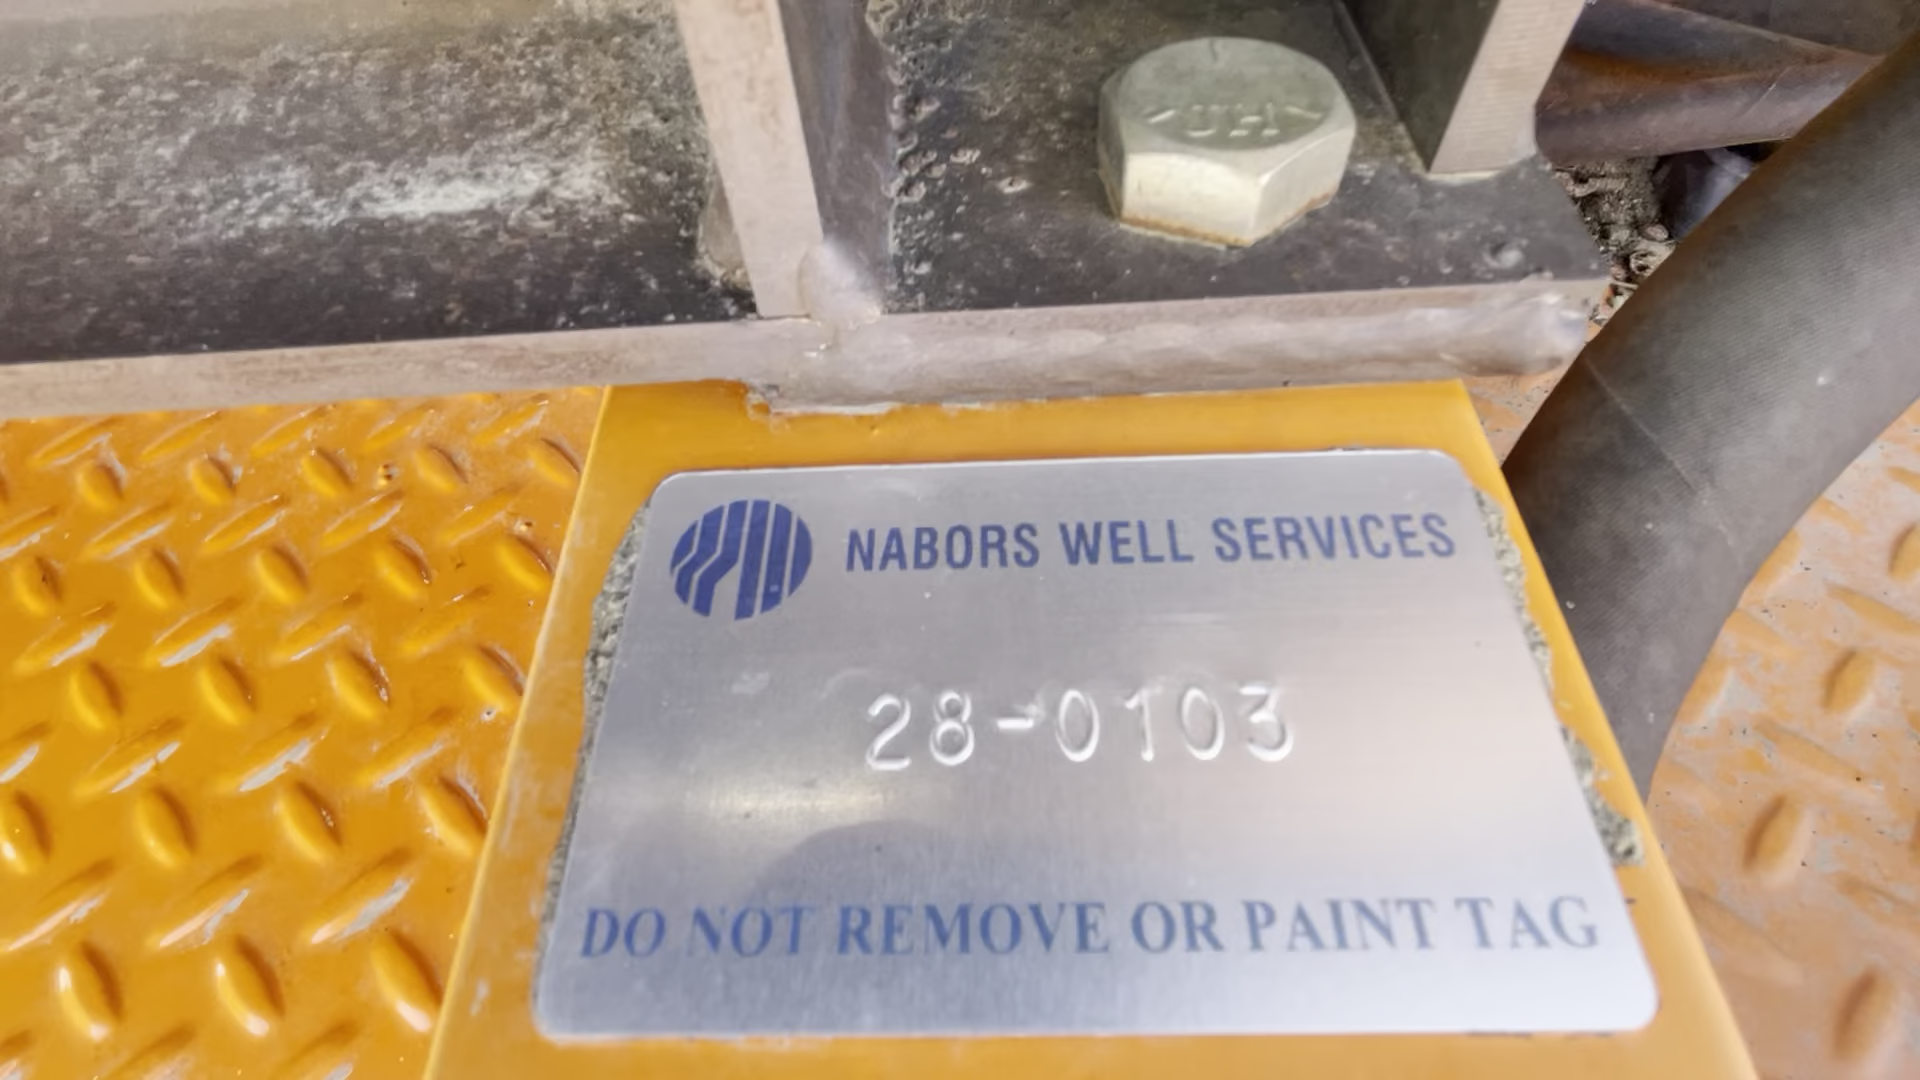 NABORS WELL SERVICES
28-0103
DO NOT REMOVE OR PAINT TAG